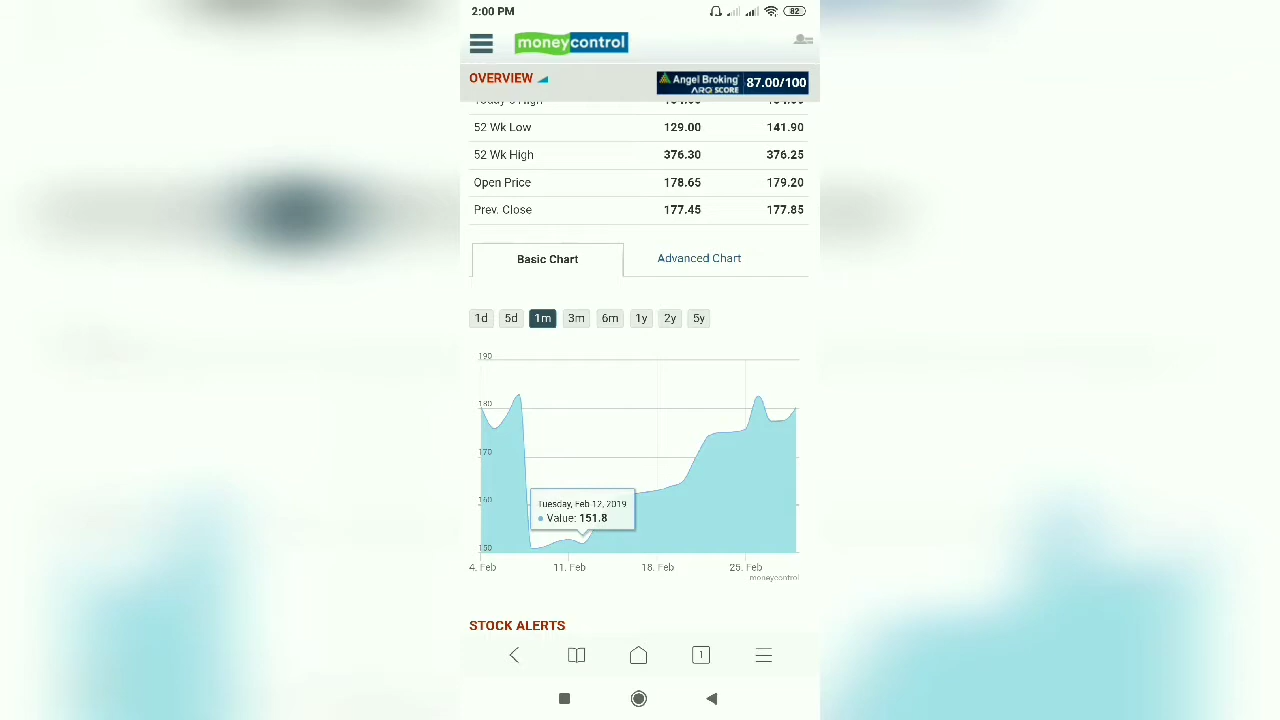 2:00 PM 82
moneycontrol
OVERVIEW Angel Broking ARQ SCORE 87.00/100
52 Wk Low 129.00 141.90
52 Wk High 376.30 376.25
Open Price 178.65 179.20
Prev. Close 177.45 177.85
Basic Chart Advanced Chart
1d 5d 1m 3m 6m 1y 2y 5y
190
180
170
160
Tuesday, Feb 12, 2019
Value: 151.8
150
4. Feb 11. Feb 18. Feb 25. Feb
moneycontrol
STOCK ALERTS
1